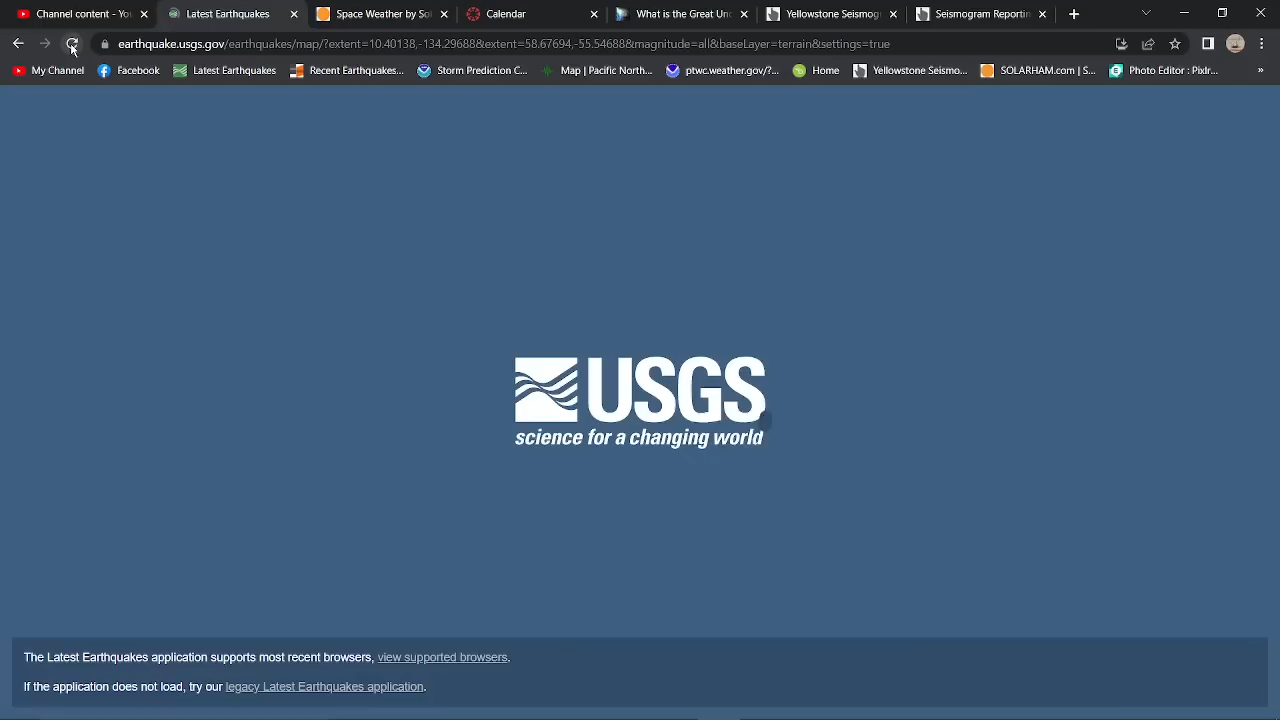 Channel content - Yo
Latest Earthquakes
Space Weather by Sol
Calendar
What is the Great Unc
Yellowstone Seismog
Seismogram Reportin
earthquake.usgs.gov/earthquakes/map/?extent=10.40138,-134.29688&extent=58.67694,-55.54688&magnitude=all&baseLayer=terrain&settings=true
My Channel
Facebook
Latest Earthquakes
Recent Earthquakes...
Storm Prediction C...
Map | Pacific North...
ptwc.weather.gov/?...
Home
Yellowstone Seismo...
SOLARHAM.com | S...
Photo Editor : Pixlr...
USGS
science for a changing world
The Latest Earthquakes application supports most recent browsers, view supported browsers.
If the application does not load, try our legacy Latest Earthquakes application.